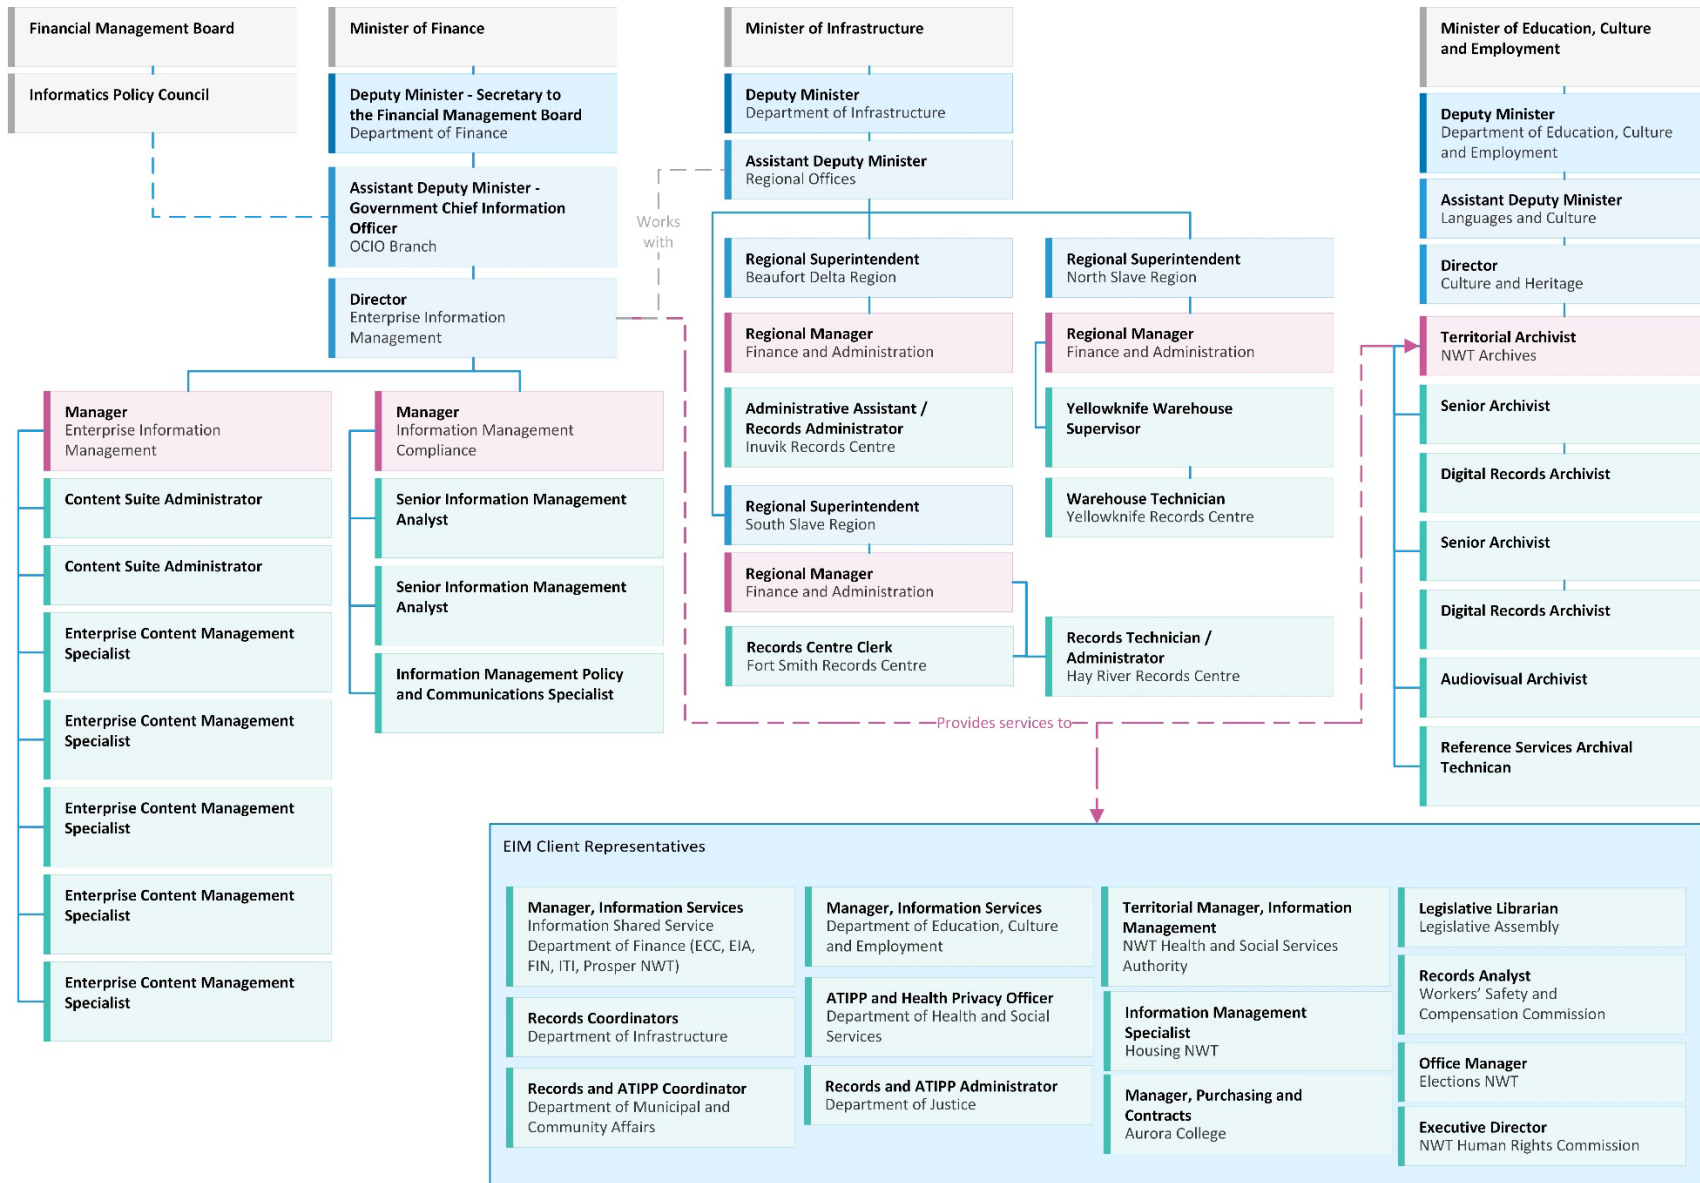 Financial Management Board
Informatics Policy Council
Minister of Finance
Deputy Minister - Secretary to
the Financial Management Board
Department of Finance
Assistant Deputy Minister -
Government Chief Information
Officer
OCIO Branch
Director
Enterprise Information
Management
Manager
Enterprise Information
Management
Content Suite Administrator
Content Suite Administrator
Enterprise Content Management
Specialist
Enterprise Content Management
Specialist
Enterprise Content Management
Specialist
Enterprise Content Management
Specialist
Enterprise Content Management
Specialist
Manager
Information Management
Compliance
Senior Information Management
Analyst
Senior Information Management
Analyst
Information Management Policy
and Communications Specialist
Works
with
Minister of Infrastructure
Deputy Minister
Department of Infrastructure
Assistant Deputy Minister
Regional Offices
Regional Superintendent
Beaufort Delta Region
Regional Manager
Finance and Administration
Administrative Assistant /
Records Administrator
Inuvik Records Centre
Regional Superintendent
South Slave Region
Regional Manager
Finance and Administration
Records Centre Clerk
Fort Smith Records Centre
Regional Superintendent
North Slave Region
Regional Manager
Finance and Administration
Yellowknife Warehouse
Supervisor
Warehouse Technician
Yellowknife Records Centre
Records Technician /
Administrator
Hay River Records Centre
Provides services to
Minister of Education, Culture
and Employment
Deputy Minister
Department of Education, Culture
and Employment
Assistant Deputy Minister
Languages and Culture
Director
Culture and Heritage
Territorial Archivist
NWT Archives
Senior Archivist
Digital Records Archivist
Senior Archivist
Digital Records Archivist
Audiovisual Archivist
Reference Services Archival
Technican
EIM Client Representatives
Manager, Information Services
Information Shared Service
Department of Finance (ECC, EIA,
FIN, ITI, Prosper NWT)
Records Coordinators
Department of Infrastructure
Records and ATIPP Coordinator
Department of Municipal and
Community Affairs
Manager, Information Services
Department of Education, Culture
and Employment
ATIPP and Health Privacy Officer
Department of Health and Social
Services
Records and ATIPP Administrator
Department of Justice
Territorial Manager, Information
Management
NWT Health and Social Services
Authority
Information Management
Specialist
Housing NWT
Manager, Purchasing and
Contracts
Aurora College
Legislative Librarian
Legislative Assembly
Records Analyst
Workers' Safety and
Compensation Commission
Office Manager
Elections NWT
Executive Director
NWT Human Rights Commission